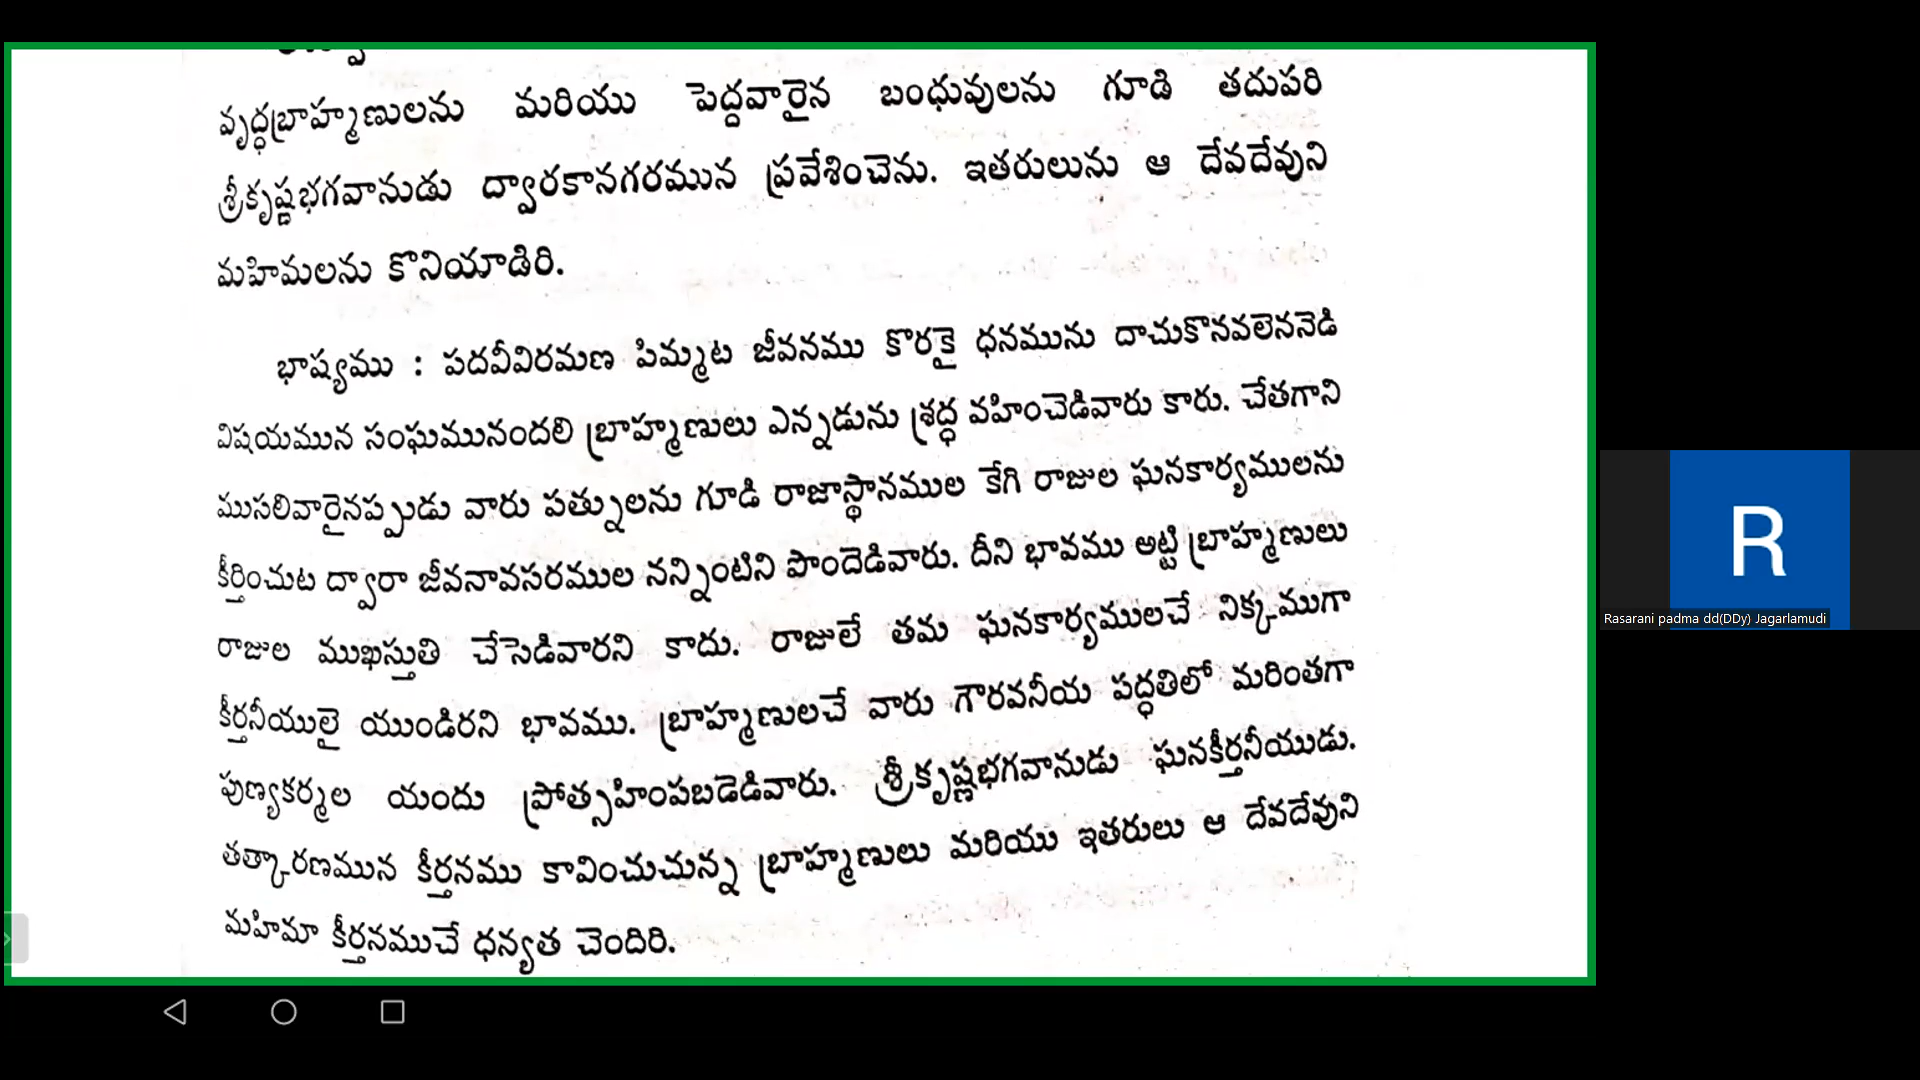 వృద్ధబ్రాహ్మణులను మరియు పెద్దవారైన బంధువులను గూడి తదుపరి
శ్రీకృష్ణభగవానుడు ద్వారకానగరమున ప్రవేశించెను. ఇతరులును ఆ దేవదేవుని
మహిమలను కొనియాడిరి.
భాష్యము : పదవీవిరమణ పిమ్మట జీవనము కొరకై ధనమును దాచుకొనవలెననెడి
విషయమున సంఘమునందలి బ్రాహ్మణులు ఎన్నడును శ్రద్ధ వహించెడివారు కారు. చేతగాని
ముసలివారైనప్పుడు వారు పత్నులను గూడి రాజాస్థానముల కేగి రాజుల ఘనకార్యములను
కీర్తించుట ద్వారా జీవనావసరముల నన్నింటిని పొందెడివారు. దీని భావము అట్టి బ్రాహ్మణులు
రాజుల ముఖస్తుతి చేసెడివారని కాదు. రాజులే తమ ఘనకార్యములచే నిక్కముగా
కీర్తనీయులై యుండిరని భావము. బ్రాహ్మణులచే వారు గౌరవనీయ పద్ధతిలో మరింతగా
పుణ్యకర్మల యందు ప్రోత్సహింపబడెడివారు. శ్రీకృష్ణభగవానుడు ఘనకీర్తనీయుడు.
తత్కారణమున కీర్తనము కావించుచున్న బ్రాహ్మణులు మరియు ఇతరులు ఆ దేవదేవుని
మహిమా కీర్తనముచే ధన్యత చెందిరి.
R
Rasarani padma dd(DDy) Jagarlamudi